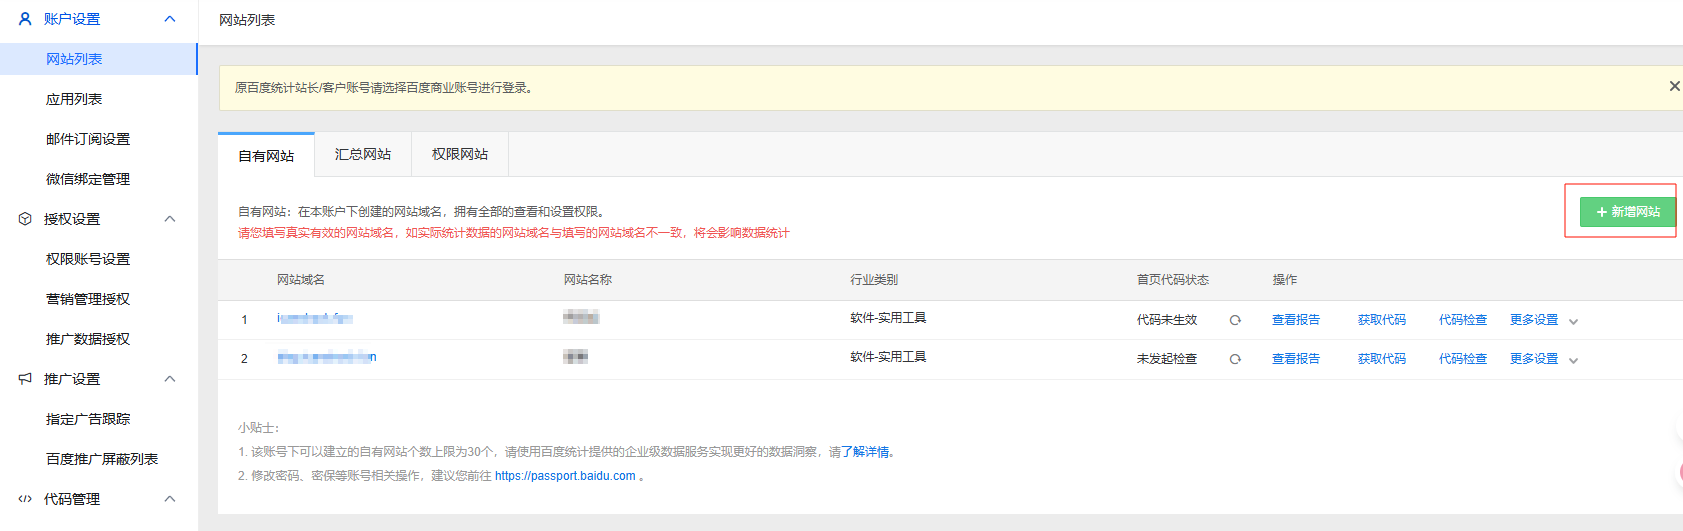 账户设置
网站列表
应用列表
邮件订阅设置
微信绑定管理
授权设置
权限账号设置
营销管理授权
推广数据授权
推广设置
指定广告跟踪
百度推广屏蔽列表
代码管理
网站列表
原百度统计站长/客户账号请选择百度商业账号进行登录。
自有网站 汇总网站 权限网站
自有网站：在本账户下创建的网站域名，拥有全部的查看和设置权限。
请您填写真实有效的网站域名，如实际统计数据的网站域名与填写的网站域名不一致，将会影响数据统计
+ 新增网站
网站域名 网站名称 行业类别 首页代码状态 操作
1 软件-实用工具 代码未生效 查看报告 获取代码 代码检查 更多设置
2 软件-实用工具 未发起检查 查看报告 获取代码 代码检查 更多设置
小贴士：
1. 该账号下可以建立的自有网站个数上限为30个，请使用百度统计提供的企业级数据服务实现更好的数据洞察，请了解详情。
2. 修改密码、密保等账号相关操作，建议您前往 https://passport.baidu.com 。